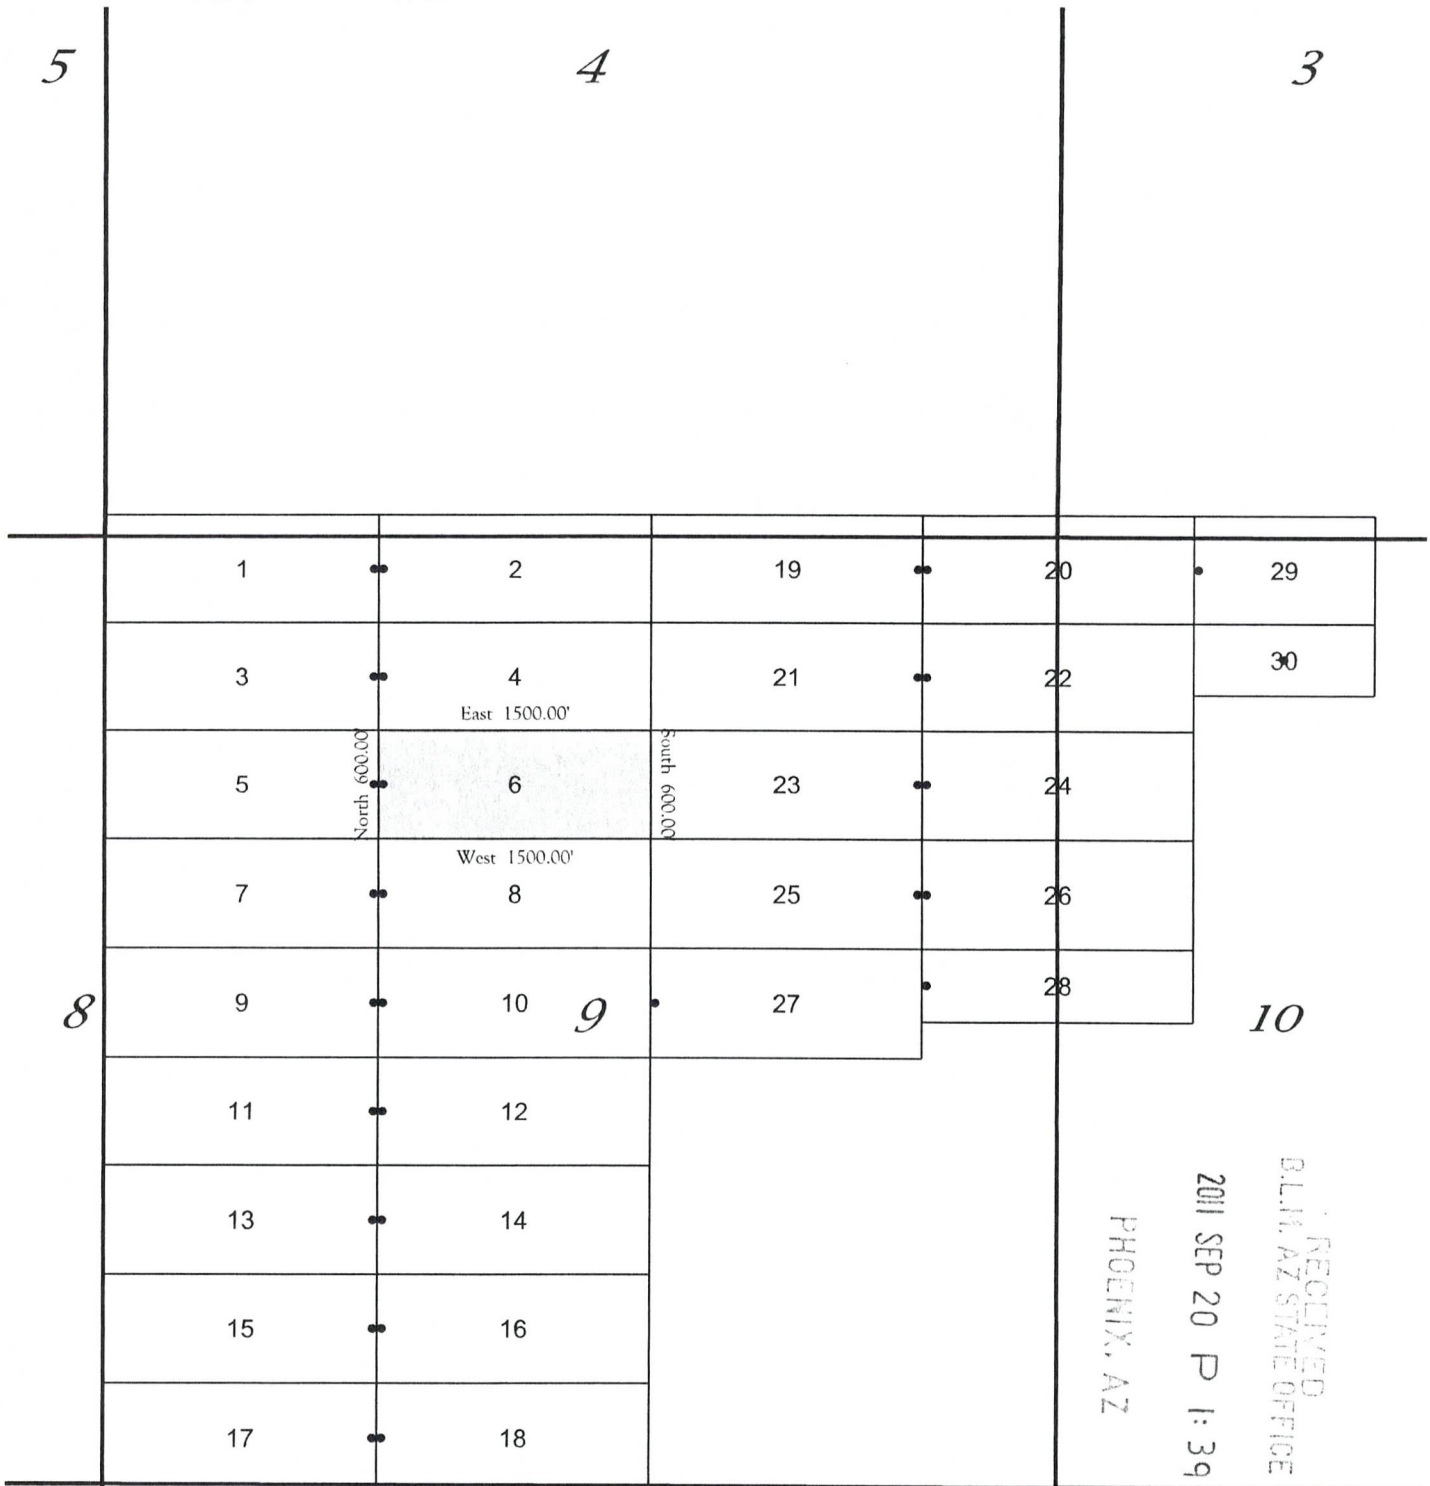 5 4 3
1 2 19 20 29
3 4 21 22 30
East 1500.00'
North 600.00'
5 6 23 24
South 600.00'
West 1500.00'
7 8 25 26
8 9 10 9 27 28 10
11 12
13 14
15 16
17 18
RECEIVED
B.L.M. AZ STATE OFFICE
2011 SEP 20 P 1:39
PHOENIX, AZ